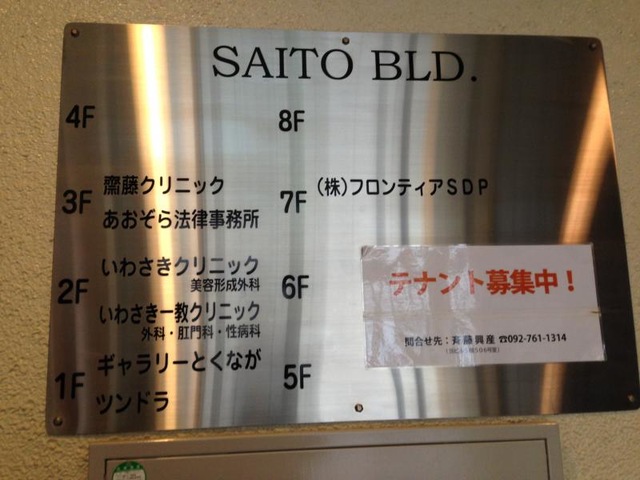 SAITO BLD.
4F
3F
齋藤クリニック
あおぞら法律事務所
2F
いわさきクリニック
美容形成外科
いわさき一教クリニック
外科・肛門科・性病科
1F
ギャラリーとくなが
ツンドラ
8F
7F
(株)フロンティアSDP
6F
5F
テナント募集中！
問合せ先：斉藤興産 ☎092-761-1314